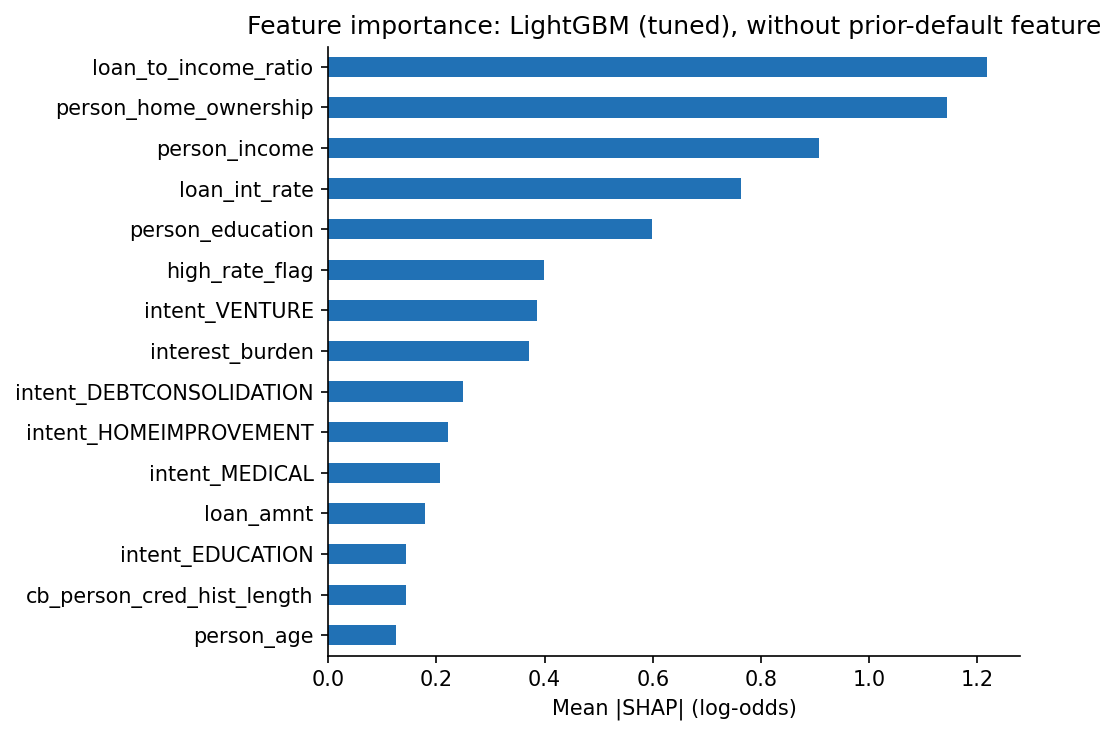 Feature importance: LightGBM (tuned), without prior-default feature
loan_to_income_ratio
person_home_ownership
person_income
loan_int_rate
person_education
high_rate_flag
intent_VENTURE
interest_burden
intent_DEBTCONSOLIDATION
intent_HOMEIMPROVEMENT
intent_MEDICAL
loan_amnt
intent_EDUCATION
cb_person_cred_hist_length
person_age
0.0 0.2 0.4 0.6 0.8 1.0 1.2
Mean |SHAP| (log-odds)